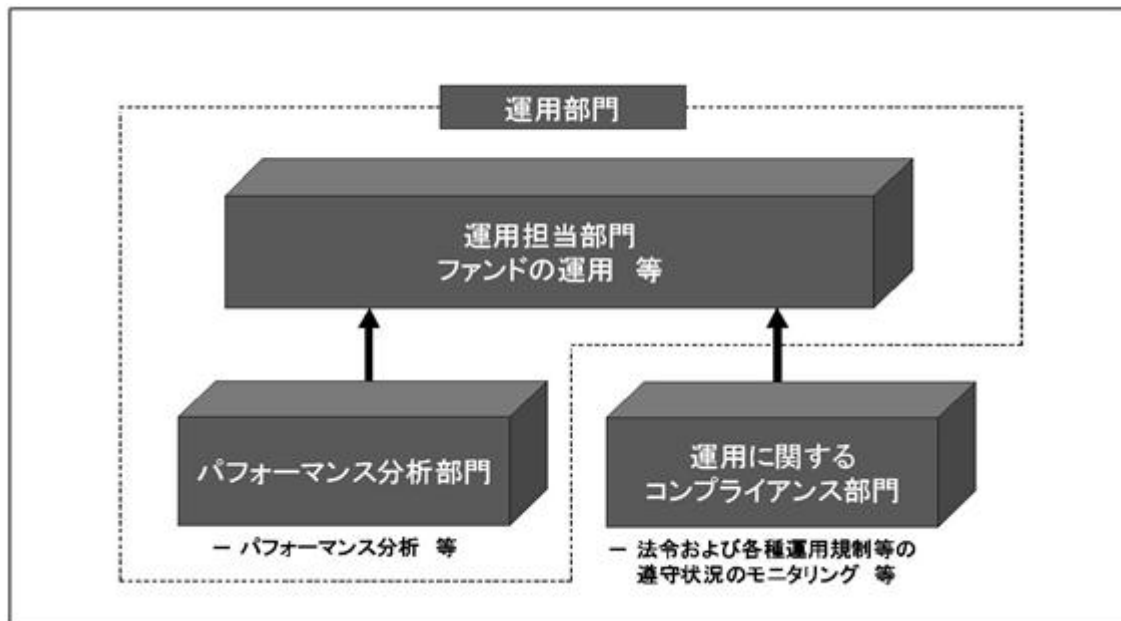 運用部門
運用担当部門
ファンドの運用 等
パフォーマンス分析部門
運用に関する
コンプライアンス部門
－ パフォーマンス分析 等
－ 法令および各種運用規制等の
遵守状況のモニタリング 等